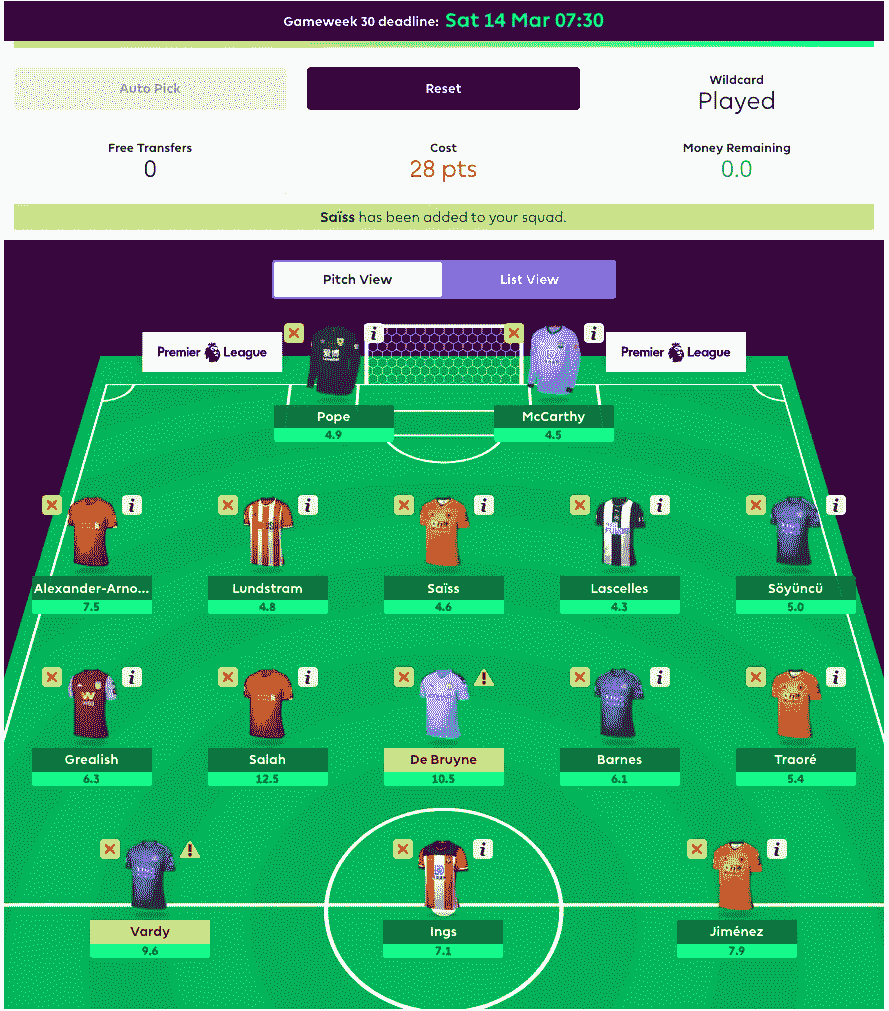 Gameweek 30 deadline: Sat 14 Mar 07:30
Auto Pick
Reset
Wildcard
Played
Free Transfers
0
Cost
28 pts
Money Remaining
0.0
Saïss has been added to your squad.
Pitch View
List View
Premier League
Premier League
Pope
4.9
McCarthy
4.5
Alexander-Arno...
7.5
Lundstram
4.8
Saïss
4.6
Lascelles
4.3
Söyüncü
5.0
Grealish
6.3
Salah
12.5
De Bruyne
10.5
Barnes
6.1
Traoré
5.4
Vardy
9.6
Ings
7.1
Jiménez
7.9